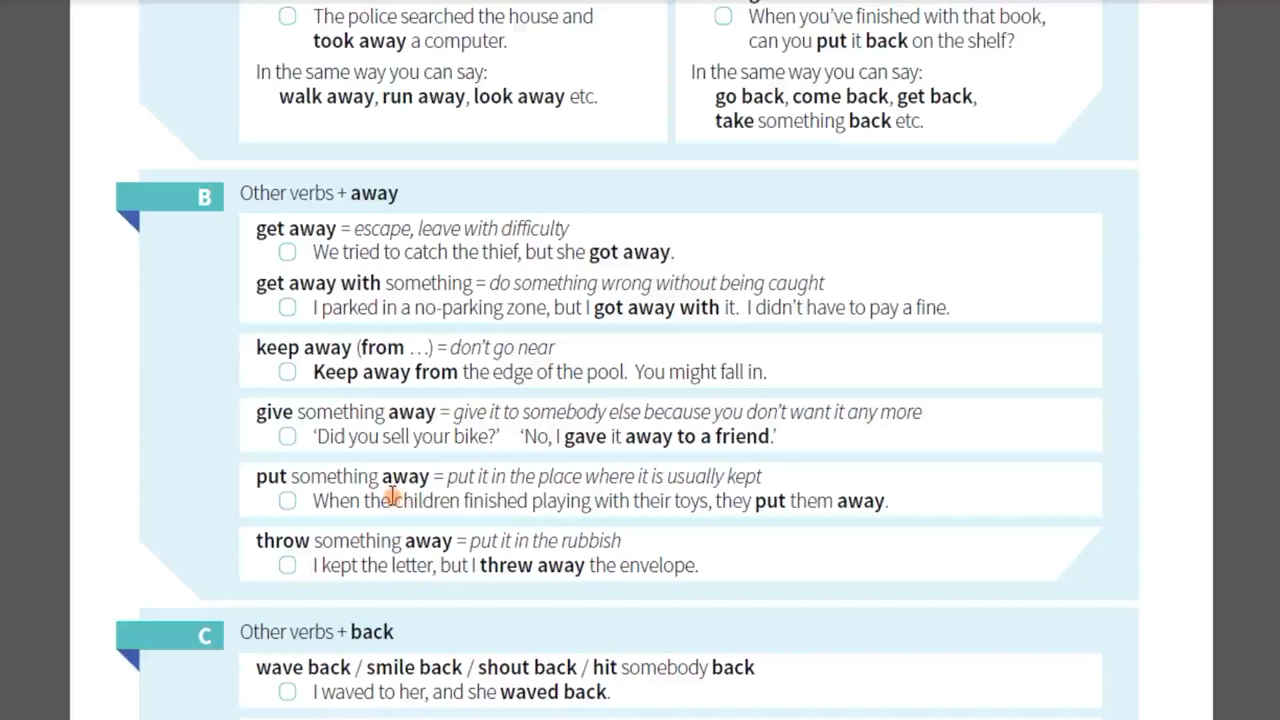 The police searched the house and
took away a computer.
In the same way you can say:
walk away, run away, look away etc.
When you've finished with that book,
can you put it back on the shelf?
In the same way you can say:
go back, come back, get back,
take something back etc.
B
Other verbs + away
get away = escape, leave with difficulty
We tried to catch the thief, but she got away.
get away with something = do something wrong without being caught
I parked in a no-parking zone, but I got away with it. I didn't have to pay a fine.
keep away (from …) = don't go near
Keep away from the edge of the pool. You might fall in.
give something away = give it to somebody else because you don't want it any more
'Did you sell your bike?' 'No, I gave it away to a friend.'
put something away = put it in the place where it is usually kept
When the children finished playing with their toys, they put them away.
throw something away = put it in the rubbish
I kept the letter, but I threw away the envelope.
C
Other verbs + back
wave back / smile back / shout back / hit somebody back
I waved to her, and she waved back.